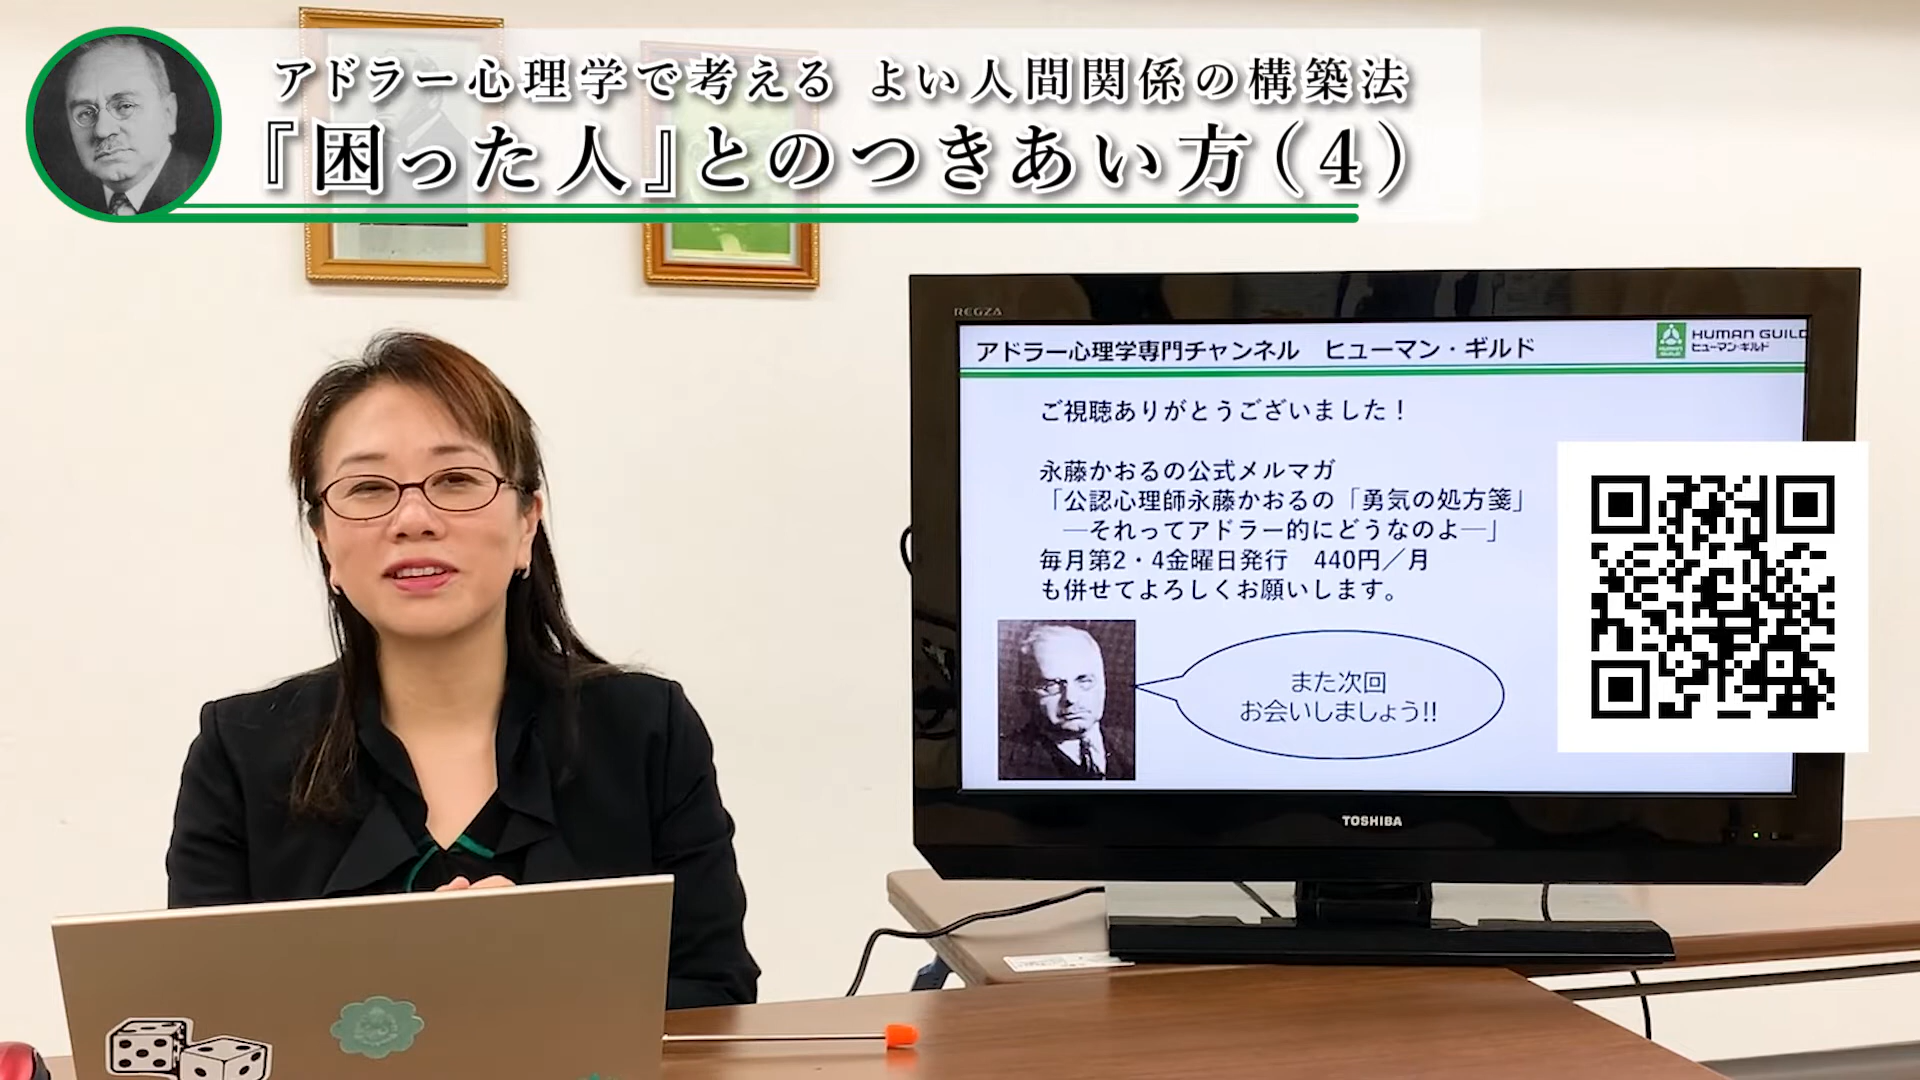 アドラー心理学で考える よい人間関係の構築法
『困った人』とのつきあい方(4)
REGZA
アドラー心理学専門チャンネル ヒューマン・ギルド
HUMAN GUILD
ヒューマン・ギルド
ご視聴ありがとうございました!
永藤かおるの公式メルマガ
「公認心理師永藤かおるの「勇気の処方箋」
―それってアドラー的にどうなのよ―」
毎月第2・4金曜日発行 440円/月
も併せてよろしくお願いします。
また次回
お会いしましょう!!
TOSHIBA